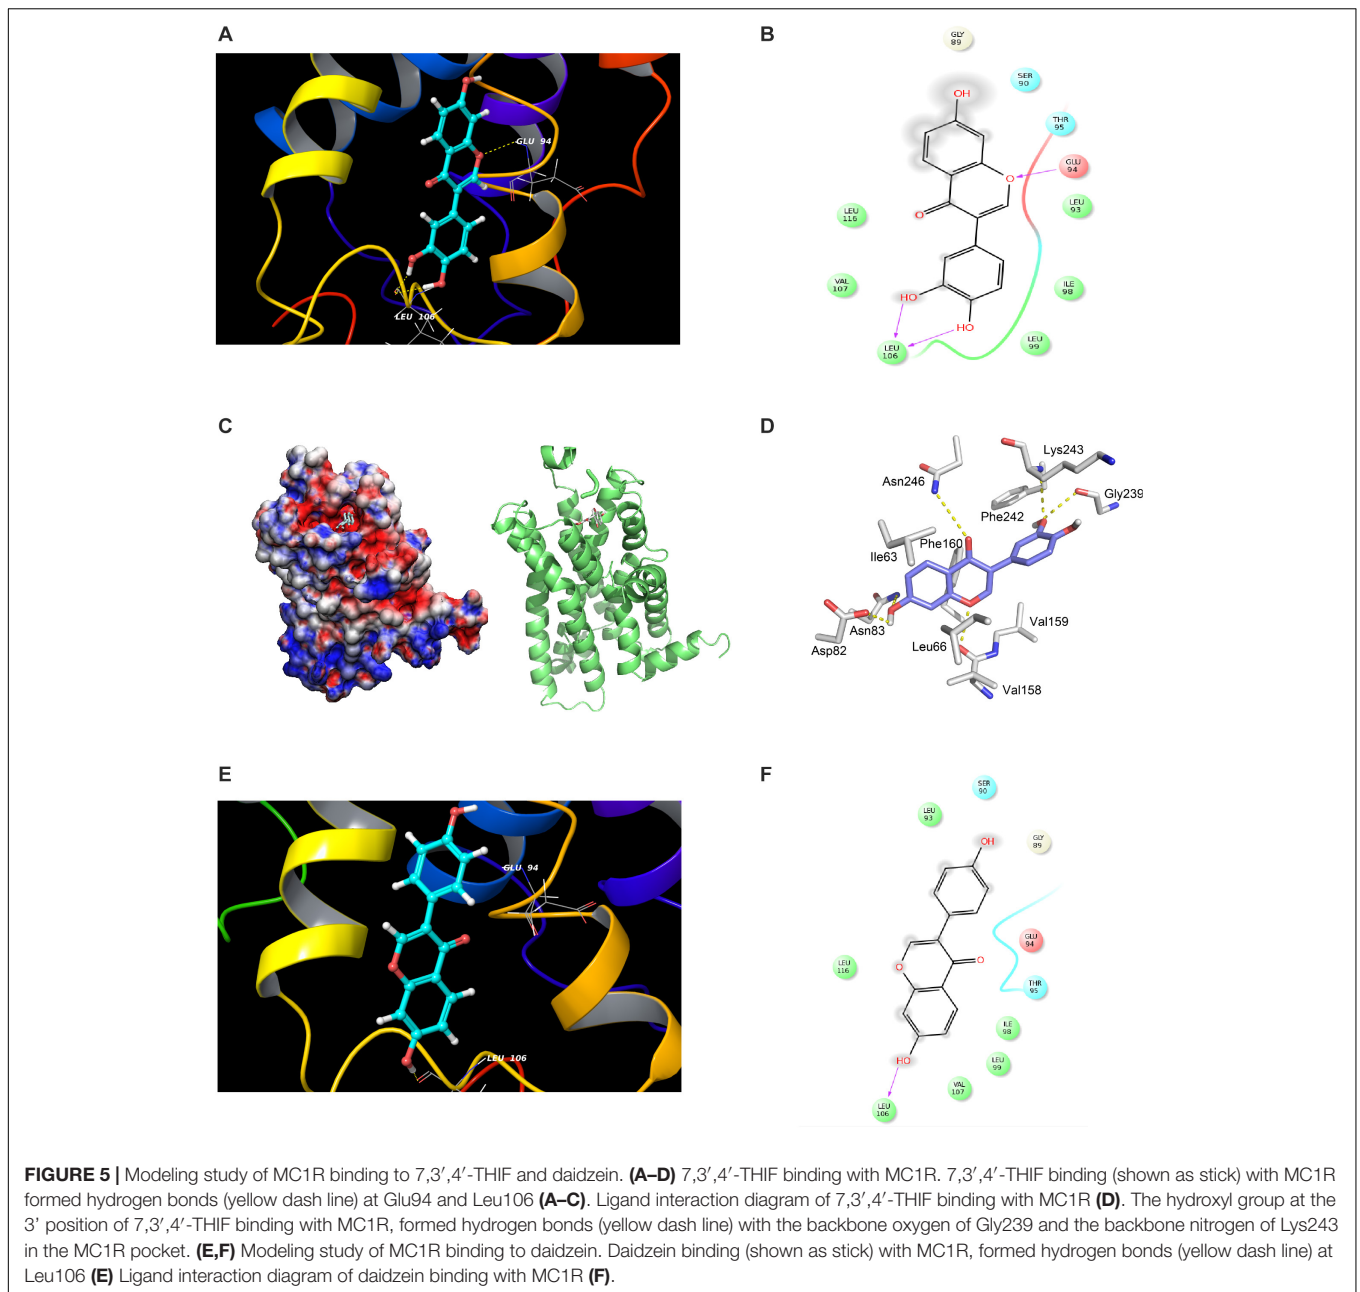 A
GLU 94
LEU 106
B
GLY
89
SER
90
THR
95
GLU
94
LEU
93
ILE
98
LEU
99
LEU
106
VAL
107
LEU
116
OH
O
O
HO
HO
C
D
Asn246
Lys243
Phe242
Gly239
Ile63
Phe160
Asn83
Asp82
Leu66
Val159
Val158
E
GLU 94
LEU 106
F
SER
90
LEU
93
GLY
89
OH
GLU
94
THR
95
O
O
LEU
116
ILE
98
LEU
99
VAL
107
HO
LEU
106
FIGURE 5 | Modeling study of MC1R binding to 7,3′,4′-THIF and daidzein. (A–D) 7,3′,4′-THIF binding with MC1R. 7,3′,4′-THIF binding (shown as stick) with MC1R
formed hydrogen bonds (yellow dash line) at Glu94 and Leu106 (A–C). Ligand interaction diagram of 7,3′,4′-THIF binding with MC1R (D). The hydroxyl group at the
3' position of 7,3′,4′-THIF binding with MC1R, formed hydrogen bonds (yellow dash line) with the backbone oxygen of Gly239 and the backbone nitrogen of Lys243
in the MC1R pocket. (E,F) Modeling study of MC1R binding to daidzein. Daidzein binding (shown as stick) with MC1R, formed hydrogen bonds (yellow dash line) at
Leu106 (E) Ligand interaction diagram of daidzein binding with MC1R (F).